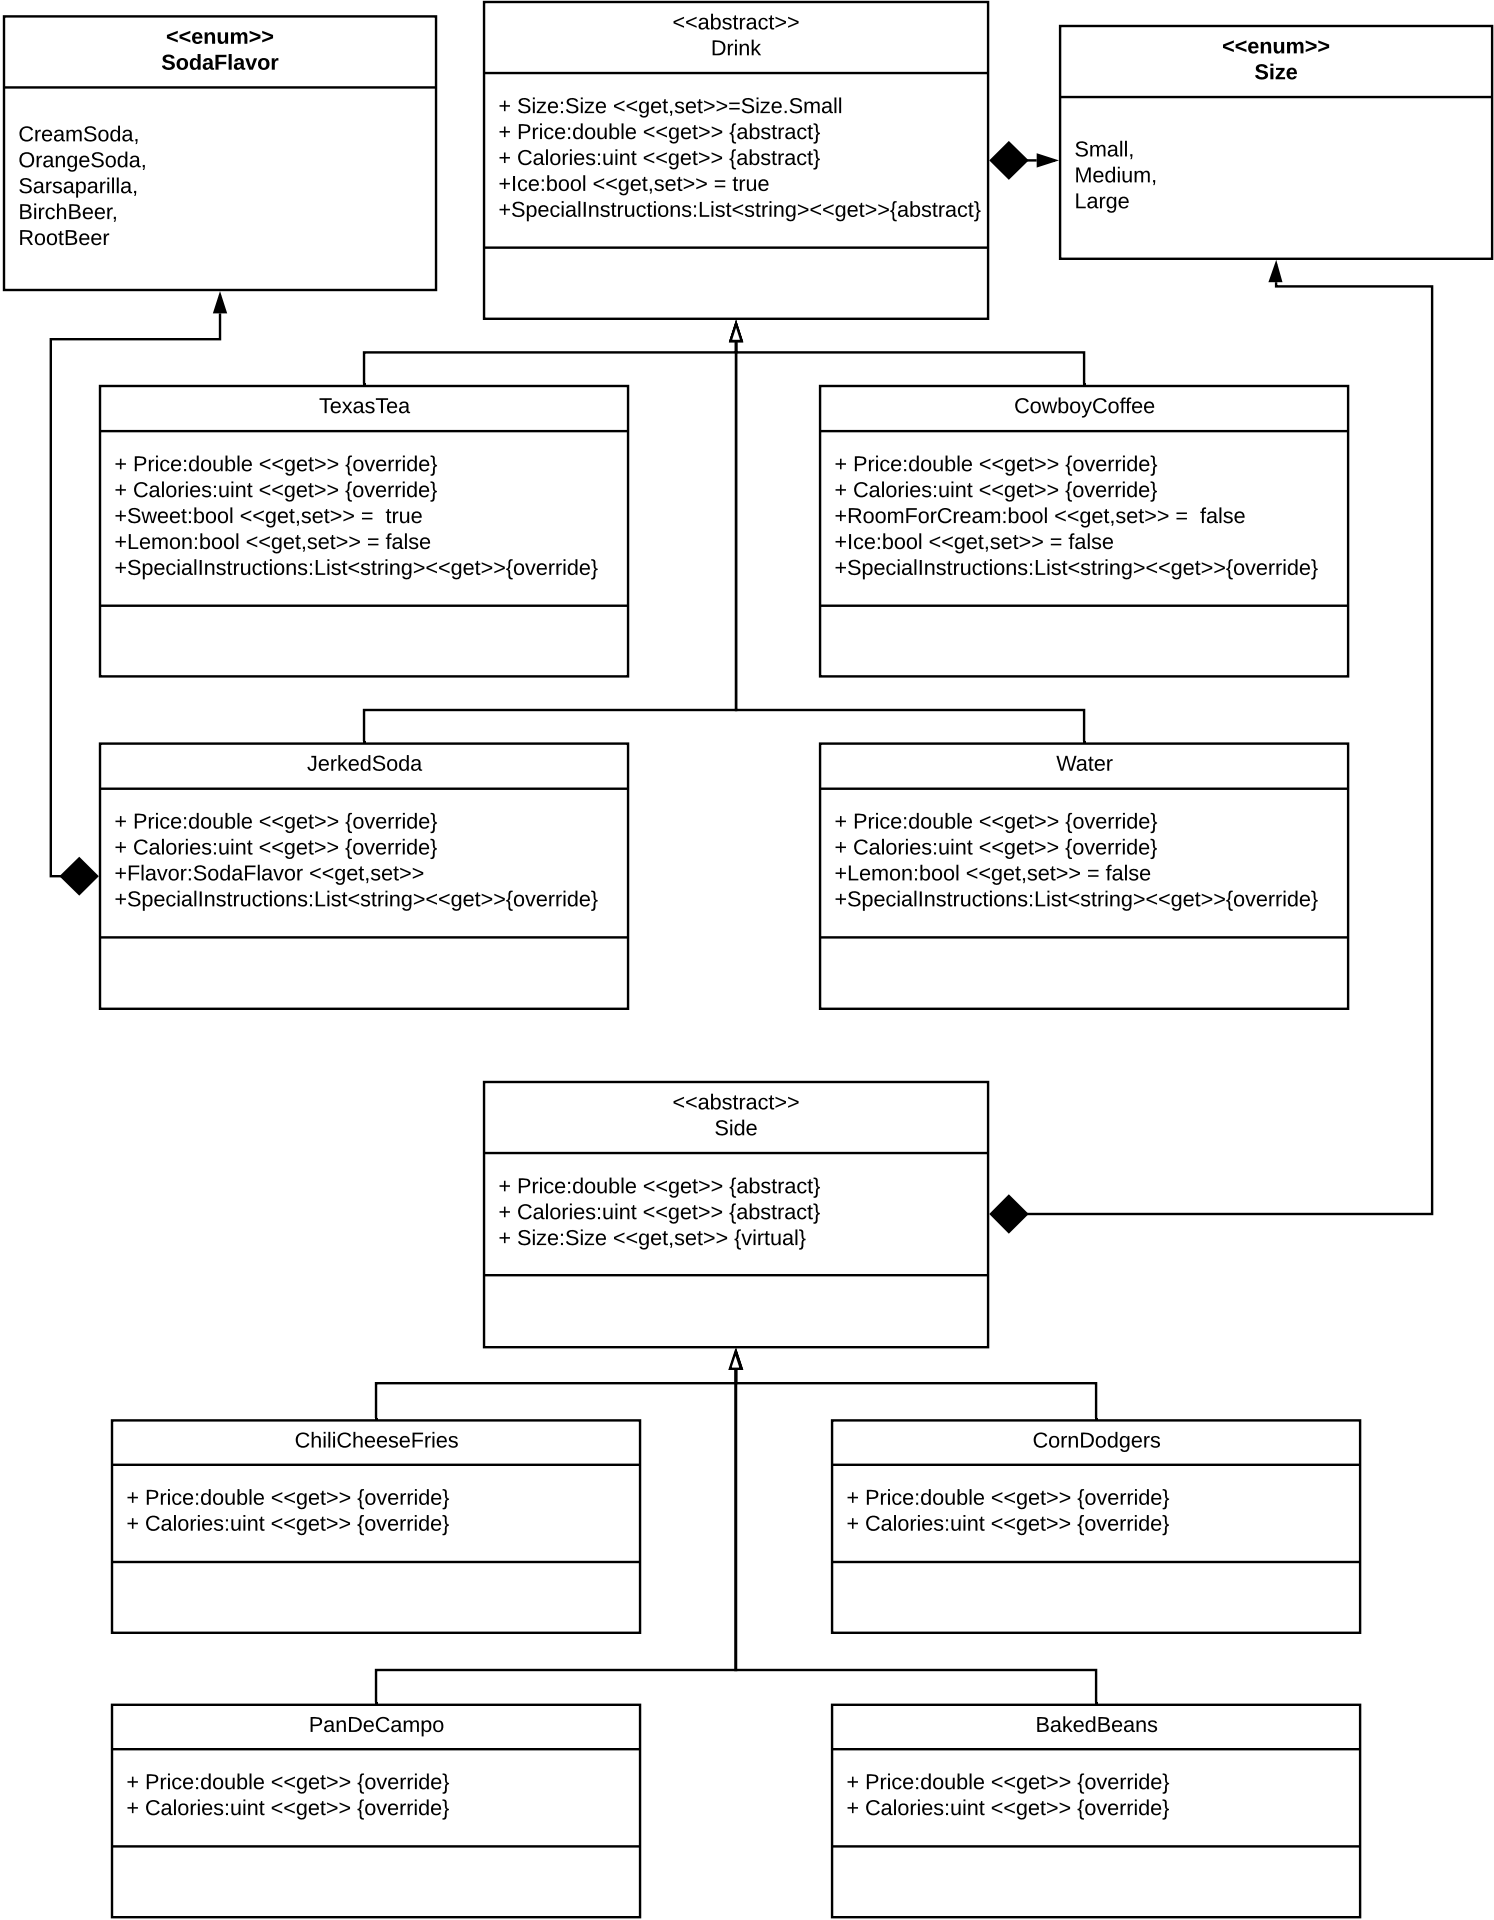 <<enum>>
SodaFlavor
CreamSoda,
OrangeSoda,
Sarsaparilla,
BirchBeer,
RootBeer
<<abstract>>
Drink
+ Size:Size <<get,set>>=Size.Small
+ Price:double <<get>> {abstract}
+ Calories:uint <<get>> {abstract}
+Ice:bool <<get,set>> = true
+SpecialInstructions:List<string><<get>>{abstract}
<<enum>>
Size
Small,
Medium,
Large
TexasTea
+ Price:double <<get>> {override}
+ Calories:uint <<get>> {override}
+Sweet:bool <<get,set>> =  true
+Lemon:bool <<get,set>> = false
+SpecialInstructions:List<string><<get>>{override}
CowboyCoffee
+ Price:double <<get>> {override}
+ Calories:uint <<get>> {override}
+RoomForCream:bool <<get,set>> =  false
+Ice:bool <<get,set>> = false
+SpecialInstructions:List<string><<get>>{override}
JerkedSoda
+ Price:double <<get>> {override}
+ Calories:uint <<get>> {override}
+Flavor:SodaFlavor <<get,set>>
+SpecialInstructions:List<string><<get>>{override}
Water
+ Price:double <<get>> {override}
+ Calories:uint <<get>> {override}
+Lemon:bool <<get,set>> = false
+SpecialInstructions:List<string><<get>>{override}
<<abstract>>
Side
+ Price:double <<get>> {abstract}
+ Calories:uint <<get>> {abstract}
+ Size:Size <<get,set>> {virtual}
ChiliCheeseFries
+ Price:double <<get>> {override}
+ Calories:uint <<get>> {override}
CornDodgers
+ Price:double <<get>> {override}
+ Calories:uint <<get>> {override}
PanDeCampo
+ Price:double <<get>> {override}
+ Calories:uint <<get>> {override}
BakedBeans
+ Price:double <<get>> {override}
+ Calories:uint <<get>> {override}